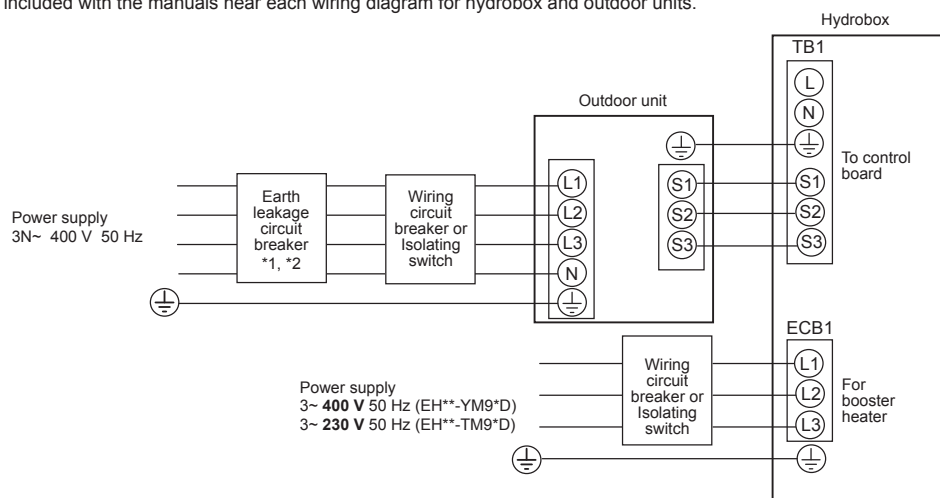 included with the manuals near each wiring diagram for hydrobox and outdoor units.
Hydrobox
TB1
L
N
Outdoor unit
To control
board
S1
S2
S3
L1
L2
L3
N
S1
S2
S3
Earth
leakage
circuit
breaker
*1, *2
Wiring
circuit
breaker or
Isolating
switch
Power supply
3N~ 400 V 50 Hz
ECB1
L1
L2
L3
For
booster
heater
Wiring
circuit
breaker or
Isolating
switch
Power supply
3~ 400 V 50 Hz (EH**-YM9*D)
3~ 230 V 50 Hz (EH**-TM9*D)